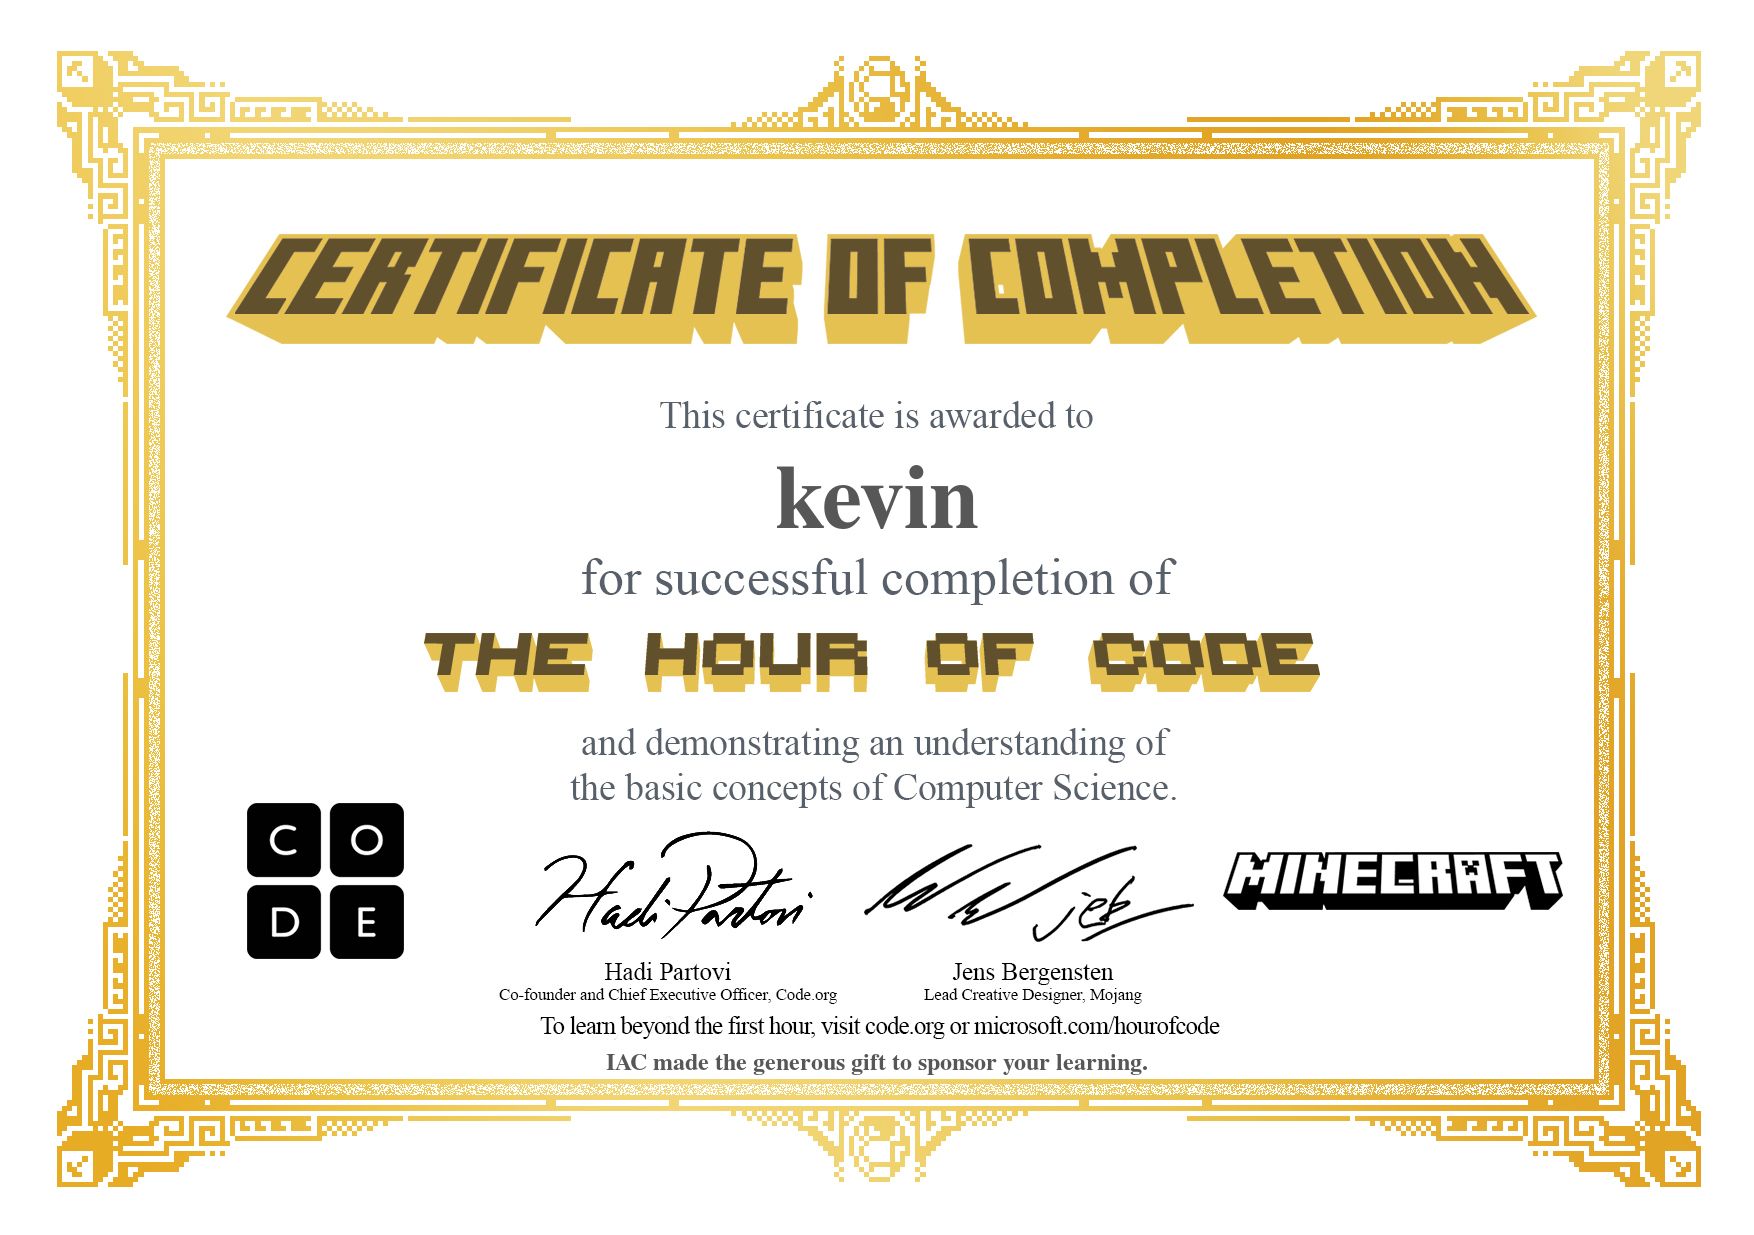 CERTIFICATE OF COMPLETION
This certificate is awarded to
kevin
for successful completion of
THE HOUR OF CODE
and demonstrating an understanding of
the basic concepts of Computer Science.
C O
D E
Hadi Partovi
jeb
MINECRAFT
Hadi Partovi
Jens Bergensten
Co-founder and Chief Executive Officer, Code.org
Lead Creative Designer, Mojang
To learn beyond the first hour, visit code.org or microsoft.com/hourofcode
IAC made the generous gift to sponsor your learning.